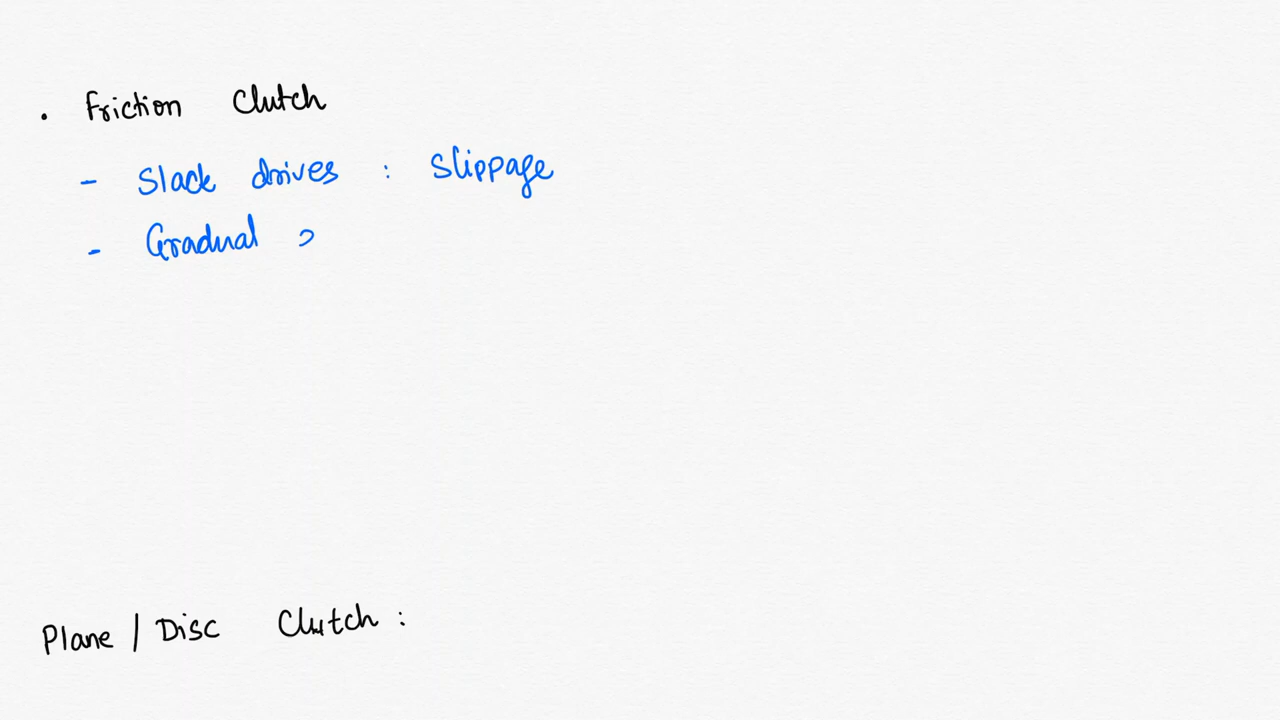 . Friction Clutch
- Slack drives : Slippage
- Gradual
Plane / Disc Clutch :